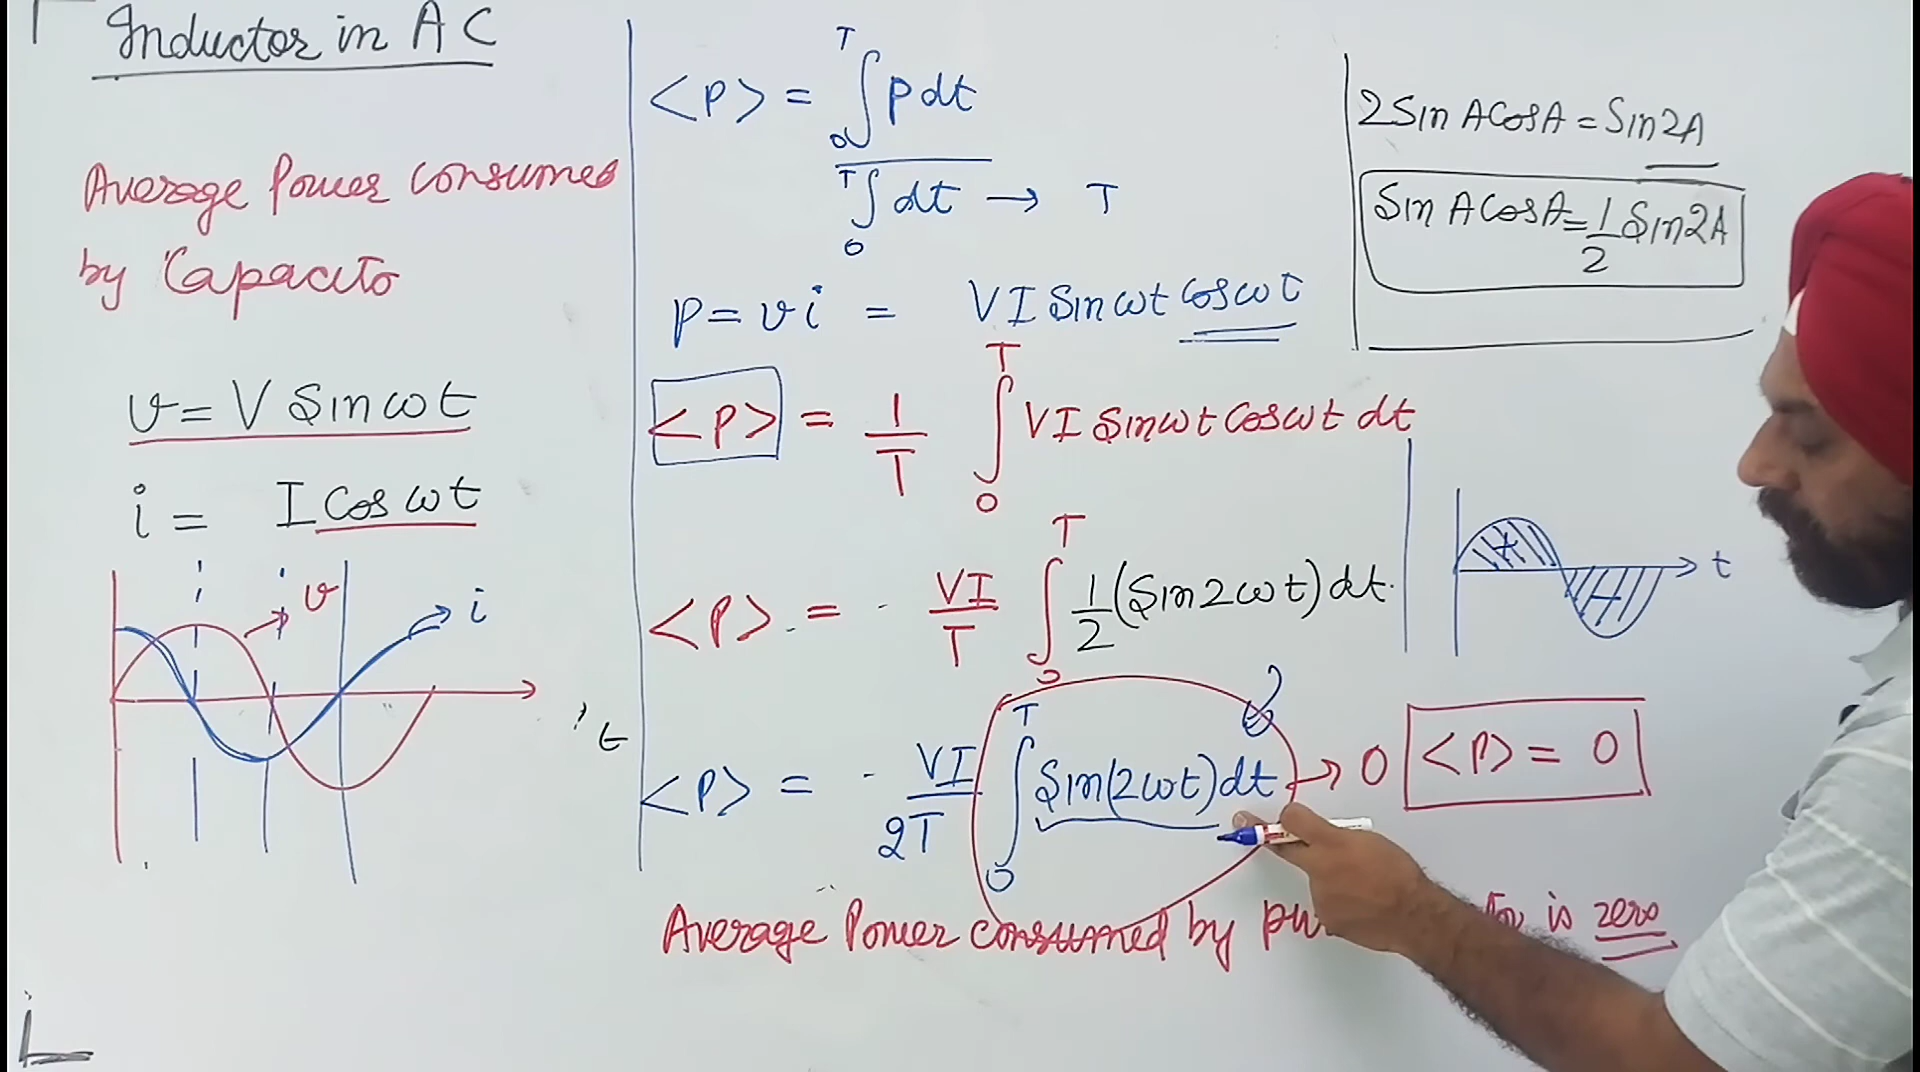 Inductor in AC
Average Power consumed
by Capacito
v = V Sin ωt
i = I Cos ωt
v
i
t
<P> = ∫₀ᵀ p dt
∫₀ᵀ dt → T
p = v i = VI Sin ωt cos ωt
<P> = 1/T ∫₀ᵀ VI Sin ωt Cos ωt dt
<P> = - VI/T ∫₀ᵀ 1/2 (Sin 2ωt) dt
<P> = - VI/2T ∫₀ᵀ Sin(2ωt) dt → 0
<P> = 0
Average Power consumed by is zero
2 Sin A Cos A = Sin 2A
Sin A Cos A = 1/2 Sin 2A
+
-
t